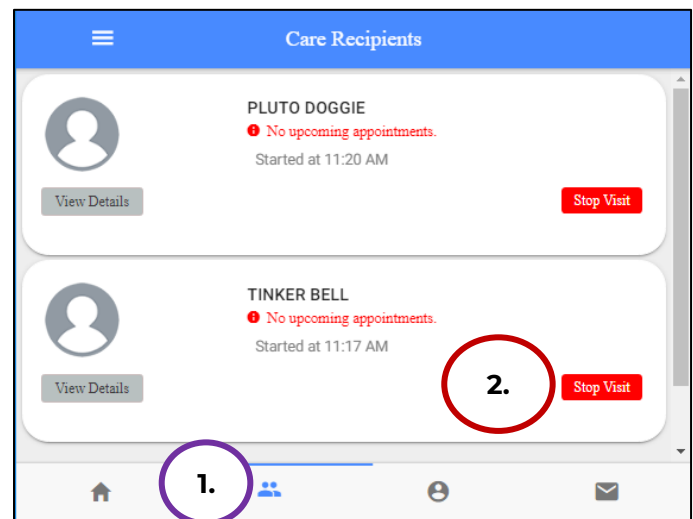 Care Recipients
PLUTO DOGGIE
No upcoming appointments.
Started at 11:20 AM
View Details
Stop Visit
TINKER BELL
No upcoming appointments.
Started at 11:17 AM
View Details
2.
Stop Visit
1.